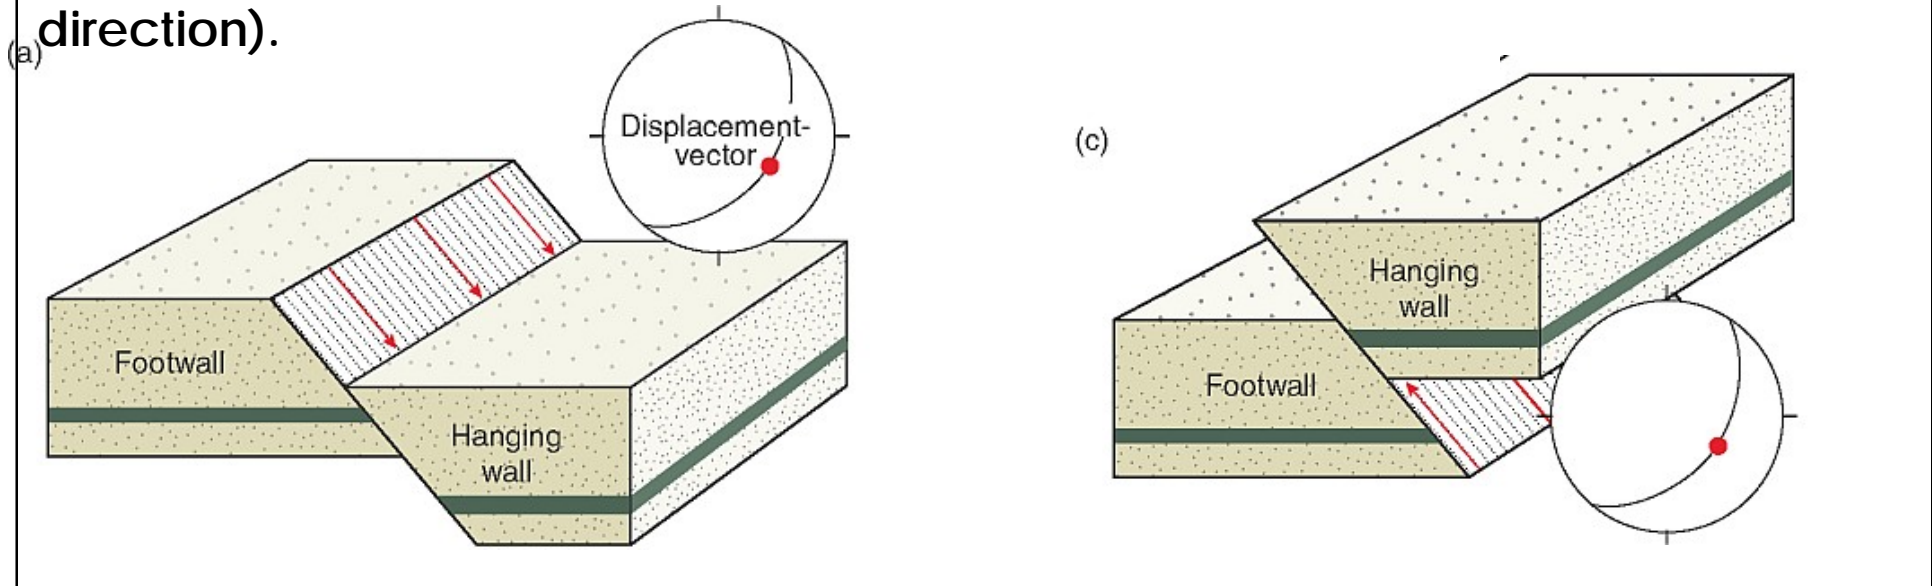 direction).
(a)
Displacement-
vector
Footwall
Hanging
wall
(c)
Hanging
wall
Footwall